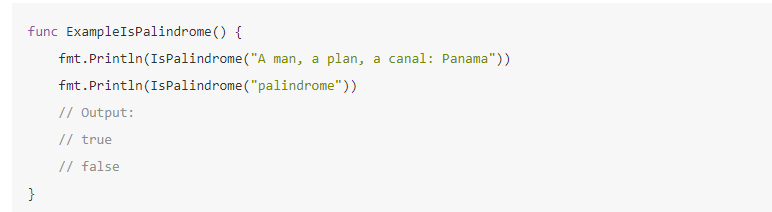 func ExampleIsPalindrome() {
    fmt.Println(IsPalindrome("A man, a plan, a canal: Panama"))
    fmt.Println(IsPalindrome("palindrome"))
    // Output:
    // true
    // false
}